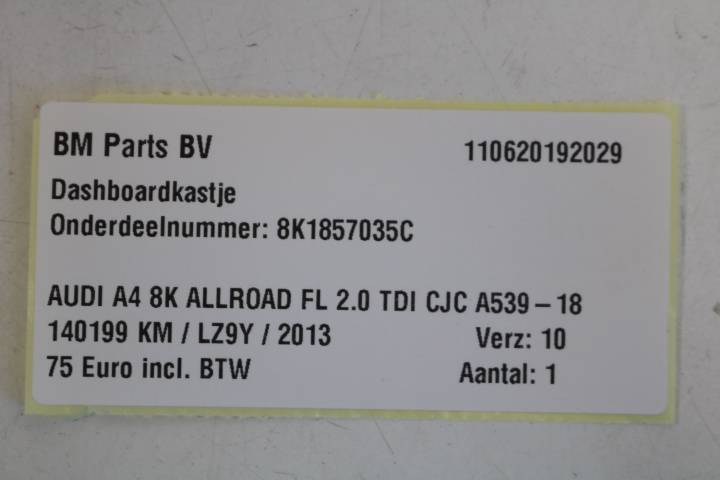 BM Parts BV 110620192029
Dashboardkastje
Onderdeelnummer: 8K1857035C
AUDI A4 8K ALLROAD FL 2.0 TDI CJC A539 – 18
140199 KM / LZ9Y / 2013 Verz: 10
75 Euro incl. BTW Aantal: 1